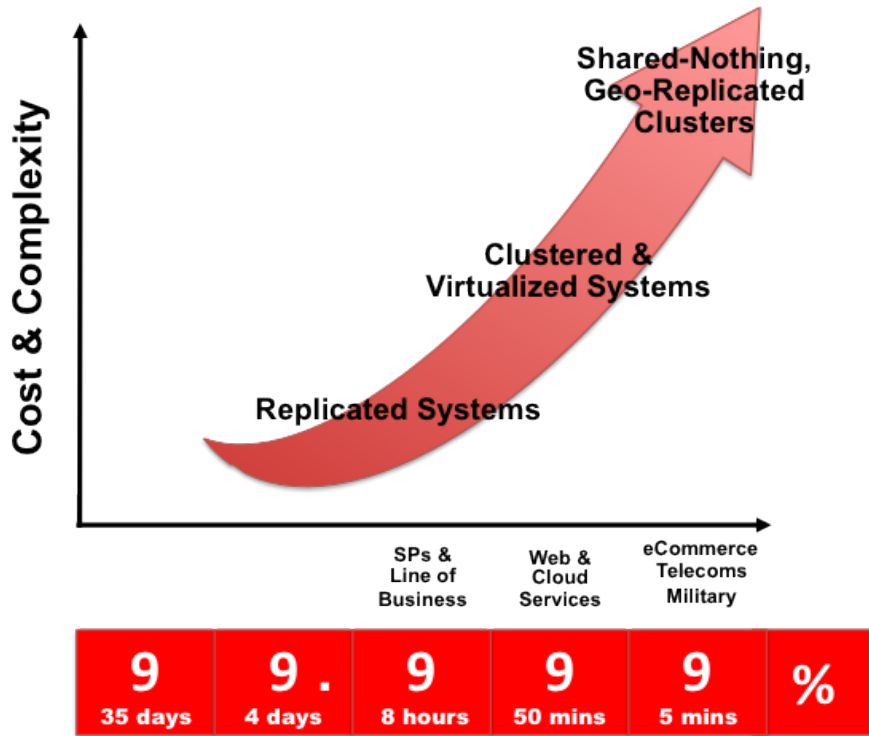 Cost & Complexity
Shared-Nothing,
Geo-Replicated
Clusters
Clustered &
Virtualized Systems
Replicated Systems
SPs &
Line of
Business
Web &
Cloud
Services
eCommerce
Telecoms
Military
9 9 . 9 9 9 %
35 days 4 days 8 hours 50 mins 5 mins